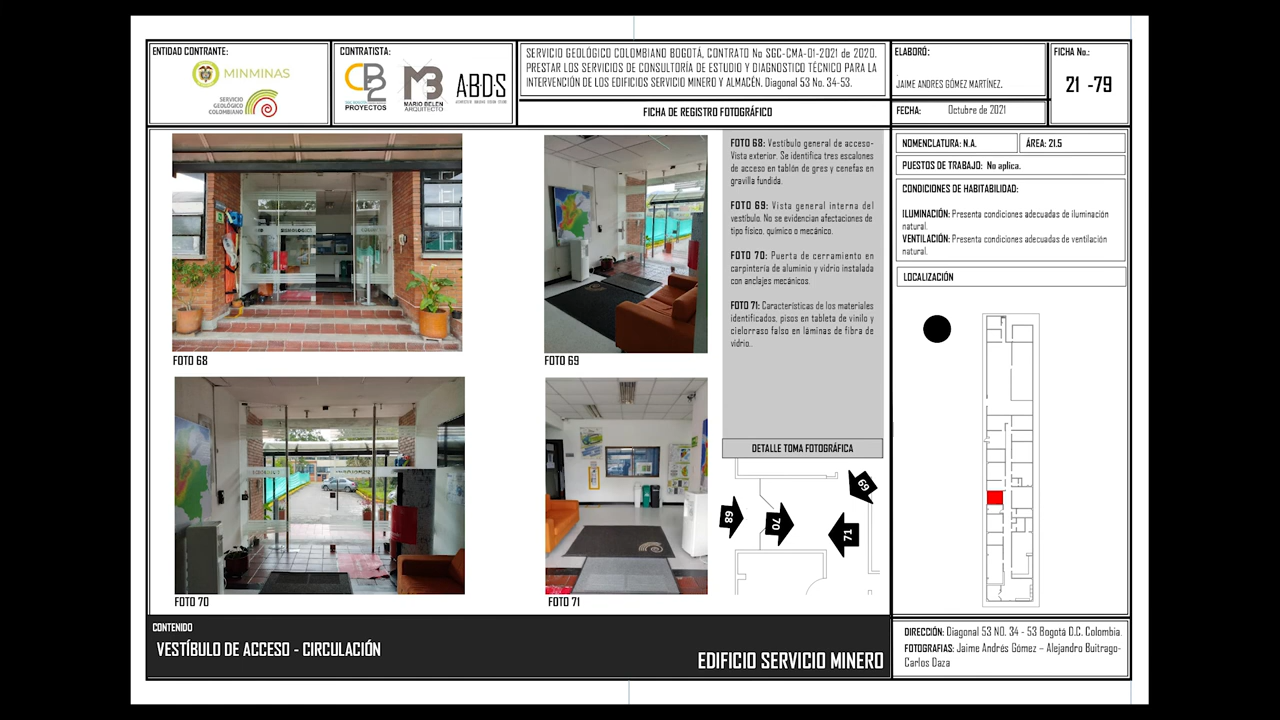 ENTIDAD CONTRANTE:
MINMINAS
SERVICIO
GEOLÓGICO
COLOMBIANO
CONTRATISTA:
CB2
PROYECTOS
MB
MARIO BELEN
ARQUITECTO
ABDS
SERVICIO GEOLÓGICO COLOMBIANO BOGOTÁ, CONTRATO No SGC-CMA-01-2021 de 2020.
PRESTAR LOS SERVICIOS DE CONSULTORÍA DE ESTUDIO Y DIAGNOSTICO TÉCNICO PARA LA
INTERVENCIÓN DE LOS EDIFICIOS SERVICIO MINERO Y ALMACÉN. Diagonal 53 No. 34-53.
FICHA DE REGISTRO FOTOGRÁFICO
ELABORÓ:
JAIME ANDRES GÓMEZ MARTÍNEZ.
FECHA: Octubre de 2021
FICHA No.:
21 -79
FOTO 68
FOTO 69
FOTO 70
FOTO 71
FOTO 68: Vestíbulo general de acceso-
Vista exterior. Se identifica tres escalones
de acceso en tablón de gres y cenefas en
gravilla fundida.
FOTO 69: Vista general interna del
vestíbulo. No se evidencian afectaciones de
tipo físico, químico o mecánico.
FOTO 70: Puerta de cerramiento en
carpintería de aluminio y vidrio instalada
con anclajes mecánicos.
FOTO 71: Características de los materiales
identificados, pisos en tableta de vinilo y
cielorraso falso en láminas de fibra de
vidrio..
DETALLE TOMA FOTOGRÁFICA
68
70
69
71
NOMENCLATURA: N.A.
ÁREA: 21.5
PUESTOS DE TRABAJO: No aplica.
CONDICIONES DE HABITABILIDAD:
ILUMINACIÓN: Presenta condiciones adecuadas de iluminación
natural.
VENTILACIÓN: Presenta condiciones adecuadas de ventilación
natural.
LOCALIZACIÓN
CONTENIDO
VESTÍBULO DE ACCESO - CIRCULACIÓN
EDIFICIO SERVICIO MINERO
DIRECCIÓN: Diagonal 53 NO. 34 - 53 Bogotá D.C. Colombia.
FOTOGRAFIAS: Jaime Andrés Gómez – Alejandro Buitrago-
Carlos Daza